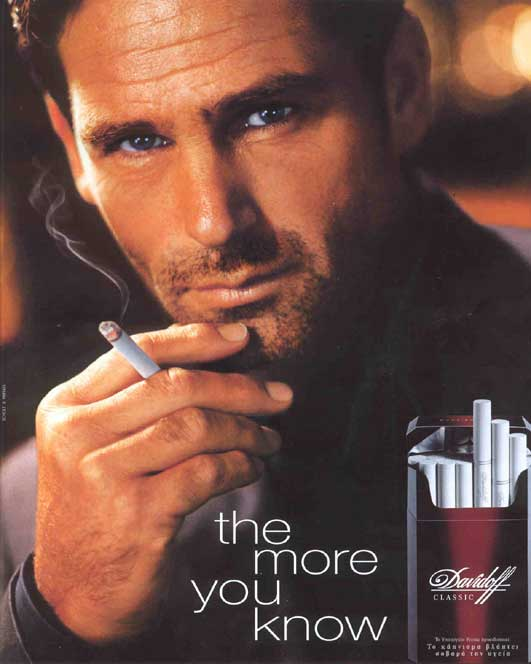 the
more
you
know
Davidoff
CLASSIC
Το Υπουργείο Υγείας προειδοποιεί:
Το κάπνισμα βλάπτει
σοβαρά την υγεία